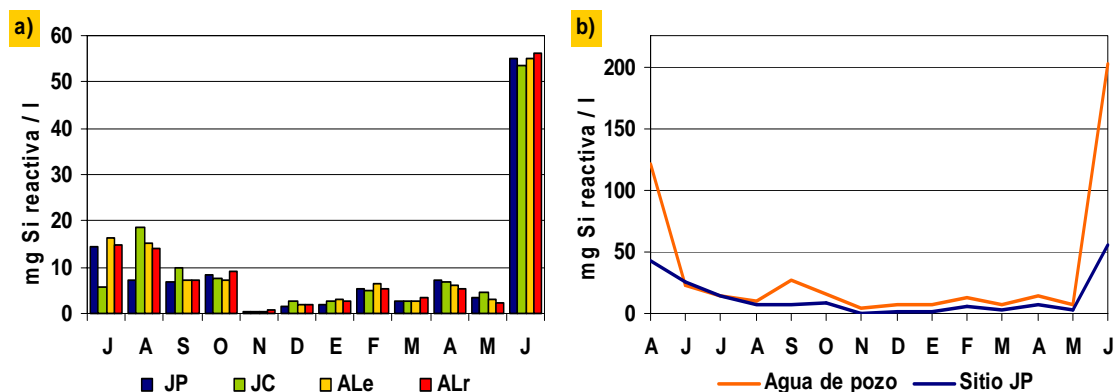 a)
mg Si reactiva / l
60
50
40
30
20
10
0
J A S O N D E F M A M J
JP JC ALe ALr
b)
mg Si reactiva / l
200
150
100
50
0
A J J A S O N D E F M A M J
Agua de pozo Sitio JP